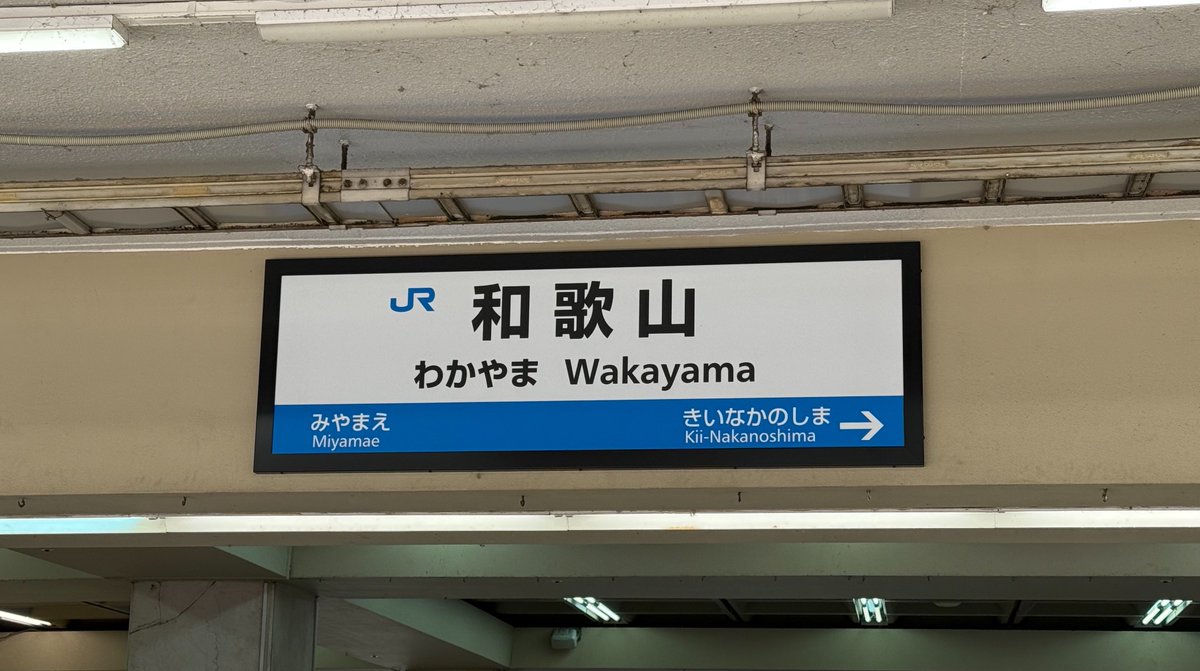 JR 和歌山
わかやま Wakayama
みやまえ
Miyamae
きいなかのしま →
Kii-Nakanoshima